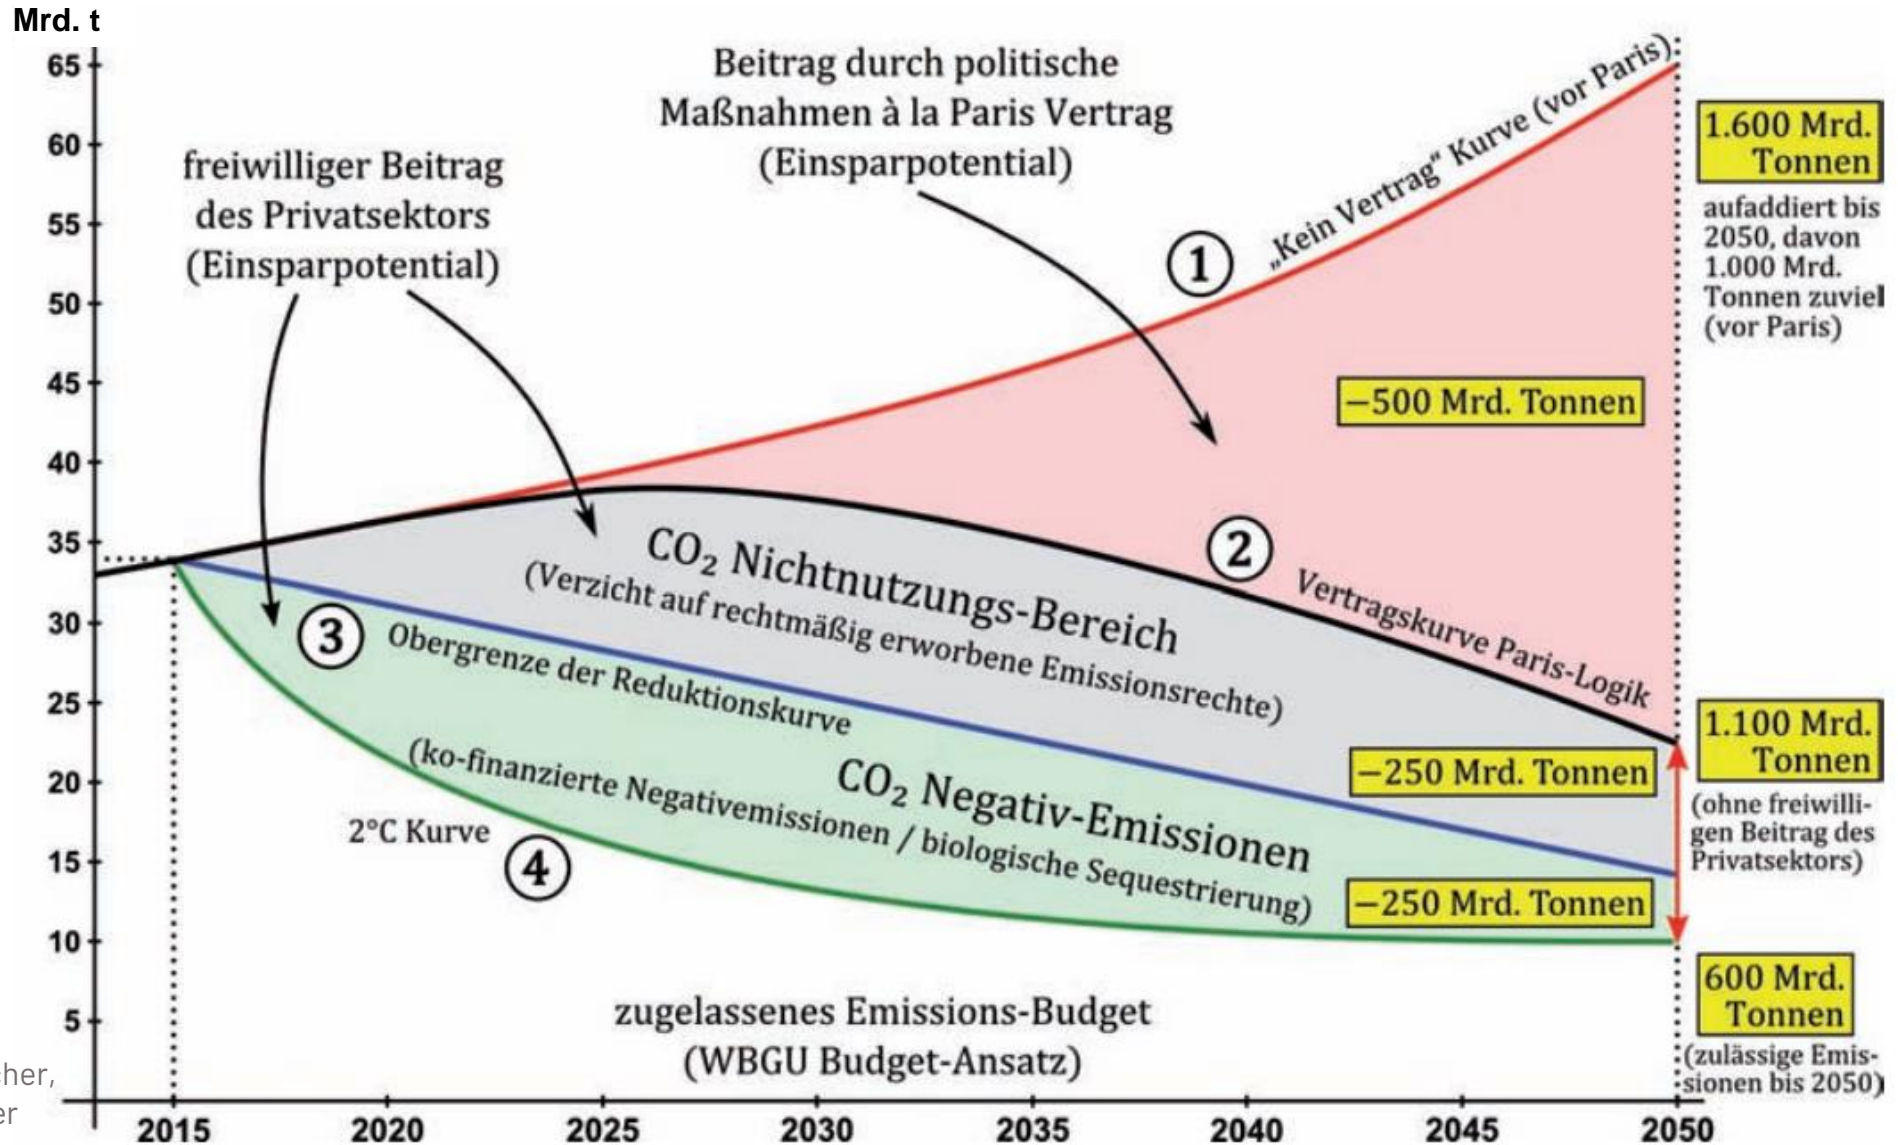 Mrd. t
65
60
55
50
45
40
35
30
25
20
15
10
5
freiwilliger Beitrag
des Privatsektors
(Einsparpotential)
Beitrag durch politische
Maßnahmen à la Paris Vertrag
(Einsparpotential)
1
„Kein Vertrag“ Kurve (vor Paris)
1.600 Mrd.
Tonnen
aufaddiert bis
2050, davon
1.000 Mrd.
Tonnen zuviel
(vor Paris)
−500 Mrd. Tonnen
2
Vertragskurve Paris-Logik
CO₂ Nichtnutzungs-Bereich
(Verzicht auf rechtmäßig erworbene Emissionsrechte)
3
Obergrenze der Reduktionskurve
−250 Mrd. Tonnen
1.100 Mrd.
Tonnen
(ohne freiwilli-
gen Beitrag des
Privatsektors)
CO₂ Negativ-Emissionen
(ko-finanzierte Negativemissionen / biologische Sequestrierung)
2°C Kurve
4
−250 Mrd. Tonnen
600 Mrd.
Tonnen
(zulässige Emis-
sionen bis 2050)
zugelassenes Emissions-Budget
(WBGU Budget-Ansatz)
cher,
er
2015 2020 2025 2030 2035 2040 2045 2050